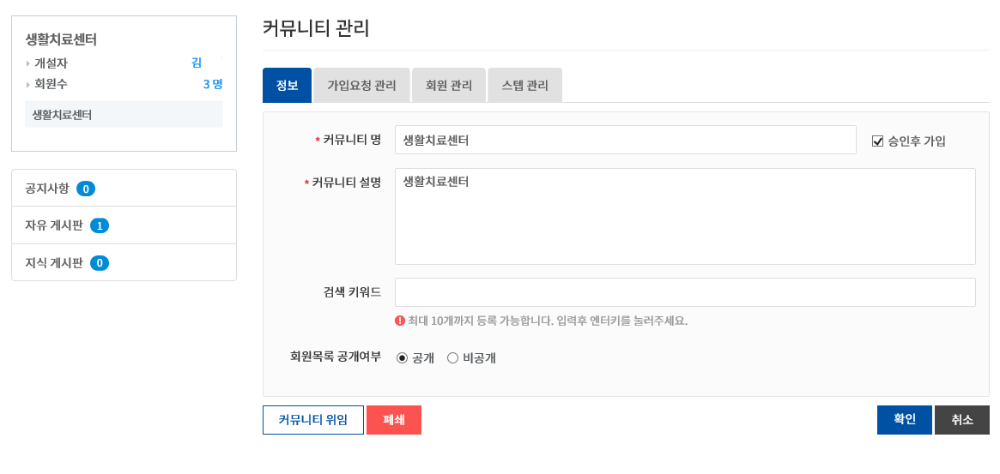 생활치료센터
개설자 김
회원수 3 명
생활치료센터
공지사항 0
자유 게시판 1
지식 게시판 0
커뮤니티 관리
정보 가입요청 관리 회원 관리 스텝 관리
* 커뮤니티 명 생활치료센터 승인후 가입
* 커뮤니티 설명 생활치료센터
검색 키워드
최대 10개까지 등록 가능합니다. 입력후 엔터키를 눌러주세요.
회원목록 공개여부 공개 비공개
커뮤니티 위임 폐쇄 확인 취소